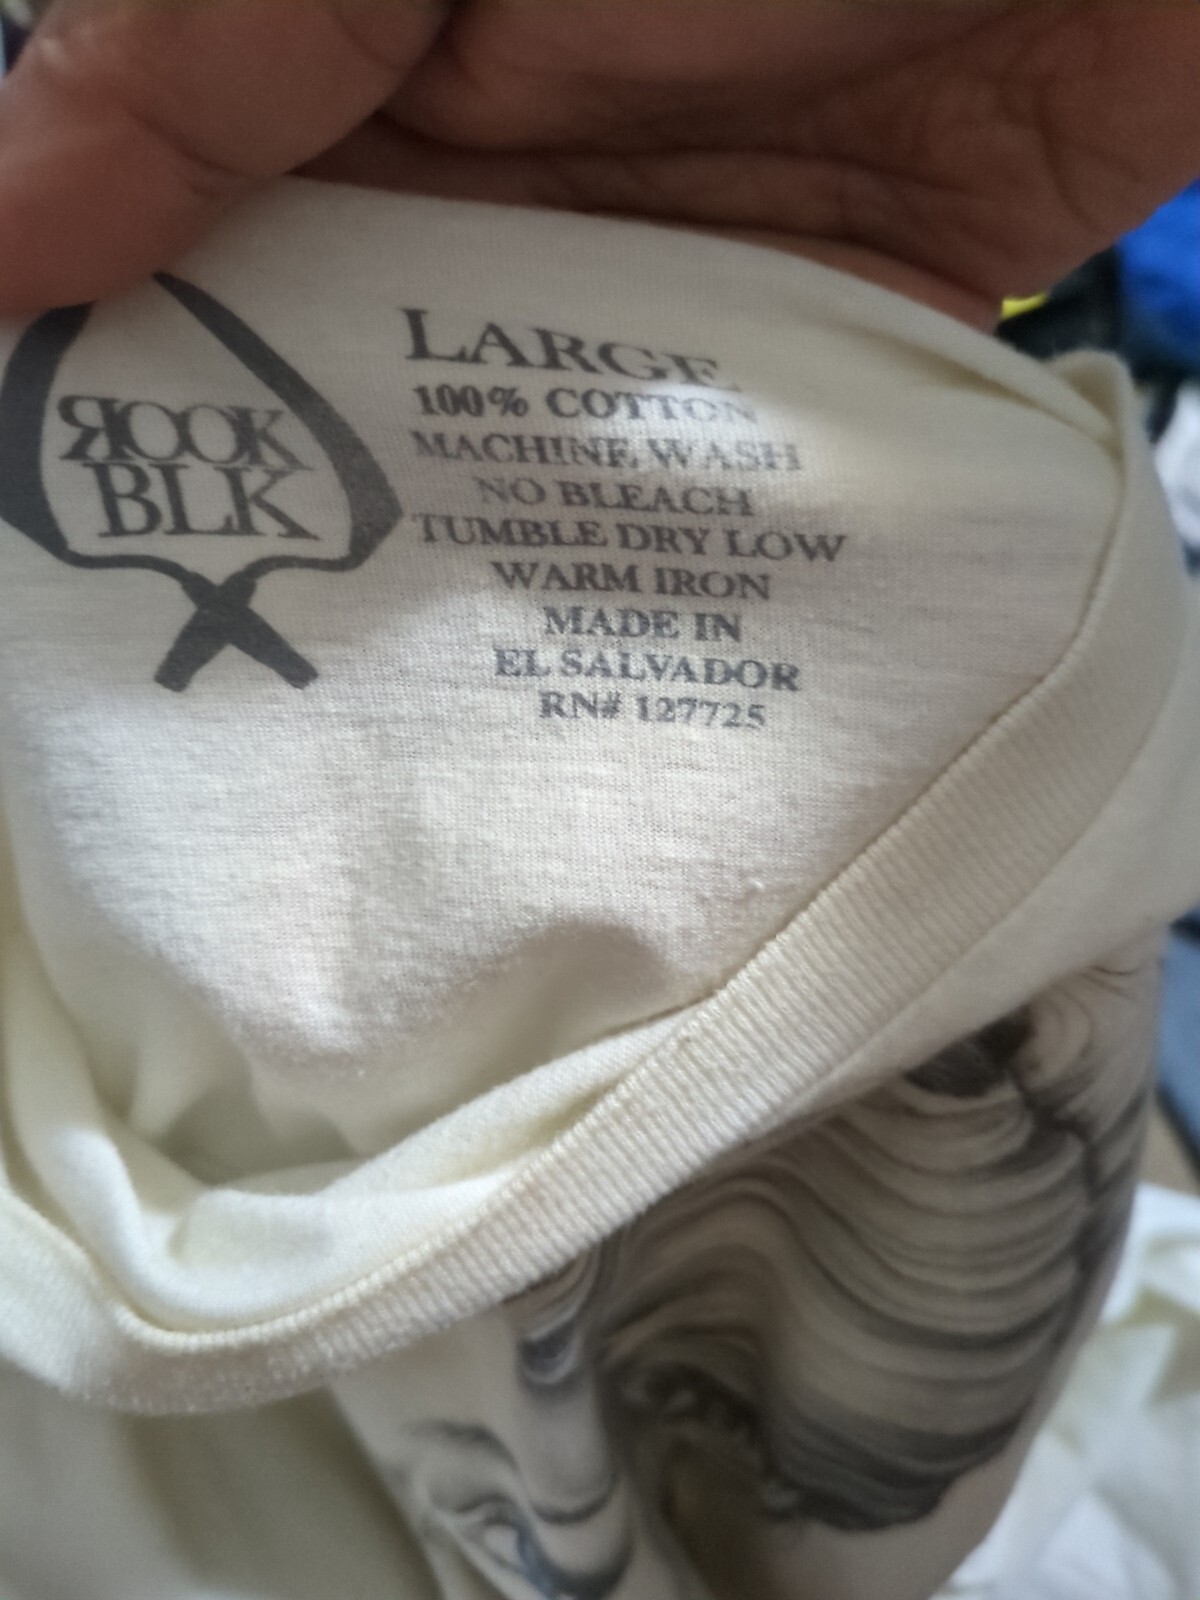 ROOK
BLK
LARGE
100% COTTON
MACHINE WASH
NO BLEACH
TUMBLE DRY LOW
WARM IRON
MADE IN
EL SALVADOR
RN# 127725